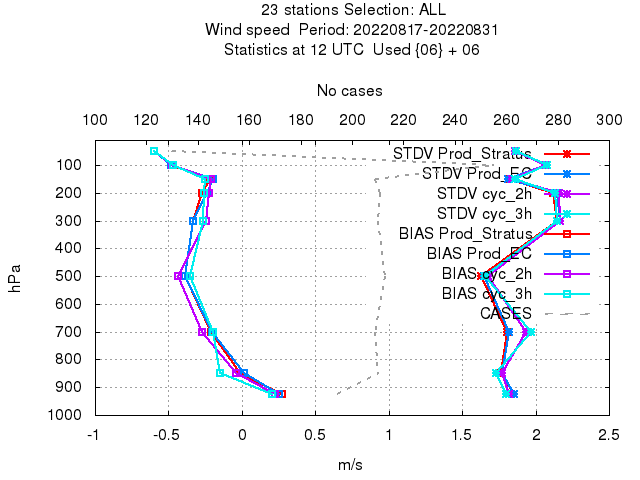 23 stations Selection: ALL
Wind speed  Period: 20220817-20220831
Statistics at 12 UTC  Used {06} + 06
No cases
100 120 140 160 180 200 220 240 260 280 300
STDV Prod_Stratus
STDV Prod_EC
STDV cyc_2h
STDV cyc_3h
BIAS Prod_Stratus
BIAS Prod_EC
BIAS cyc_2h
BIAS cyc_3h
CASES
100
200
300
400
500
600
700
800
900
1000
hPa
-1 -0.5 0 0.5 1 1.5 2 2.5
m/s